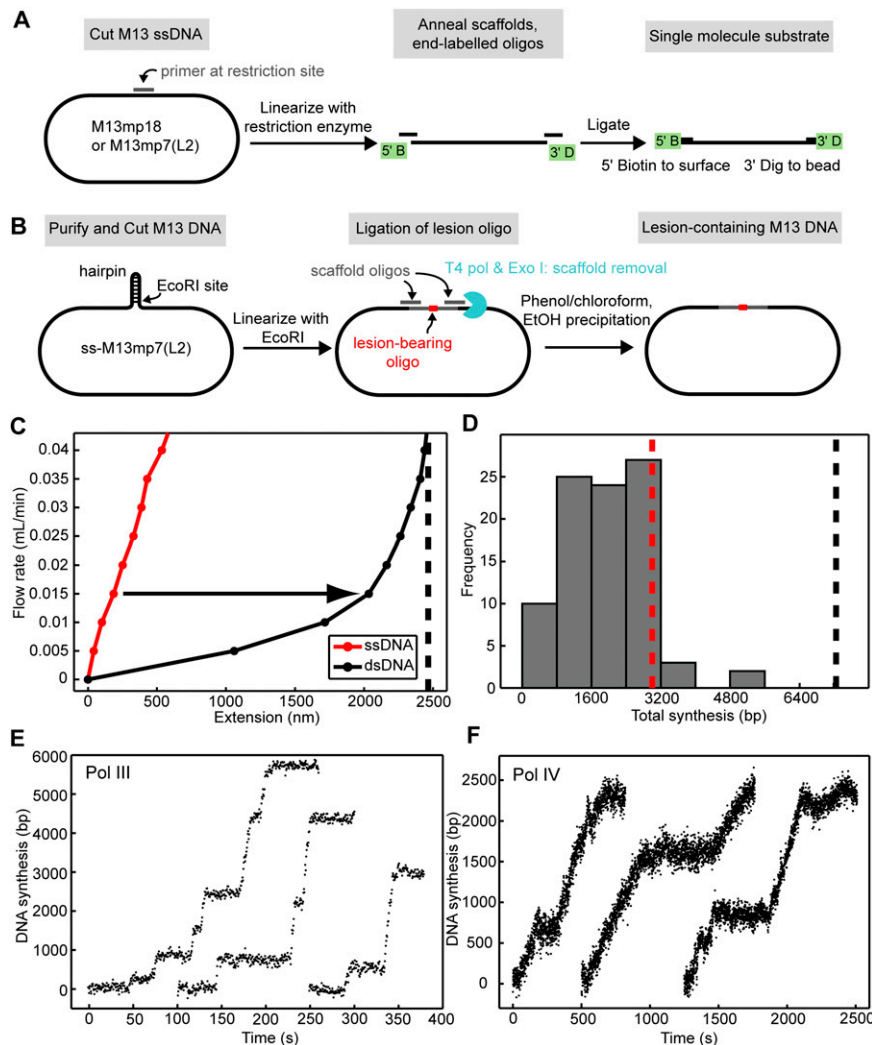 A
Cut M13 ssDNA
Anneal scaffolds,
end-labelled oligos
Single molecule substrate
primer at restriction site
M13mp18
or M13mp7(L2)
Linearize with
restriction enzyme
5' B
3' D
Ligate
5' B
3' D
5' Biotin to surface
3' Dig to bead
B
Purify and Cut M13 DNA
Ligation of lesion oligo
Lesion-containing M13 DNA
hairpin
EcoRI site
ss-M13mp7(L2)
Linearize with
EcoRI
scaffold oligos
T4 pol & Exo I: scaffold removal
lesion-bearing
oligo
Phenol/chloroform,
EtOH precipitation
C
Flow rate (mL/min)
0.04
0.035
0.03
0.025
0.02
0.015
0.01
0.005
0
ssDNA
dsDNA
0 500 1000 1500 2000 2500
Extension (nm)
D
Frequency
25
20
15
10
5
0
0 1600 3200 4800 6400
Total synthesis (bp)
E
Pol III
DNA synthesis (bp)
6000
5000
4000
3000
2000
1000
0
0 50 100 150 200 250 300 350 400
Time (s)
F
Pol IV
DNA synthesis (bp)
2500
2000
1500
1000
500
0
0 500 1000 1500 2000 2500
Time (s)